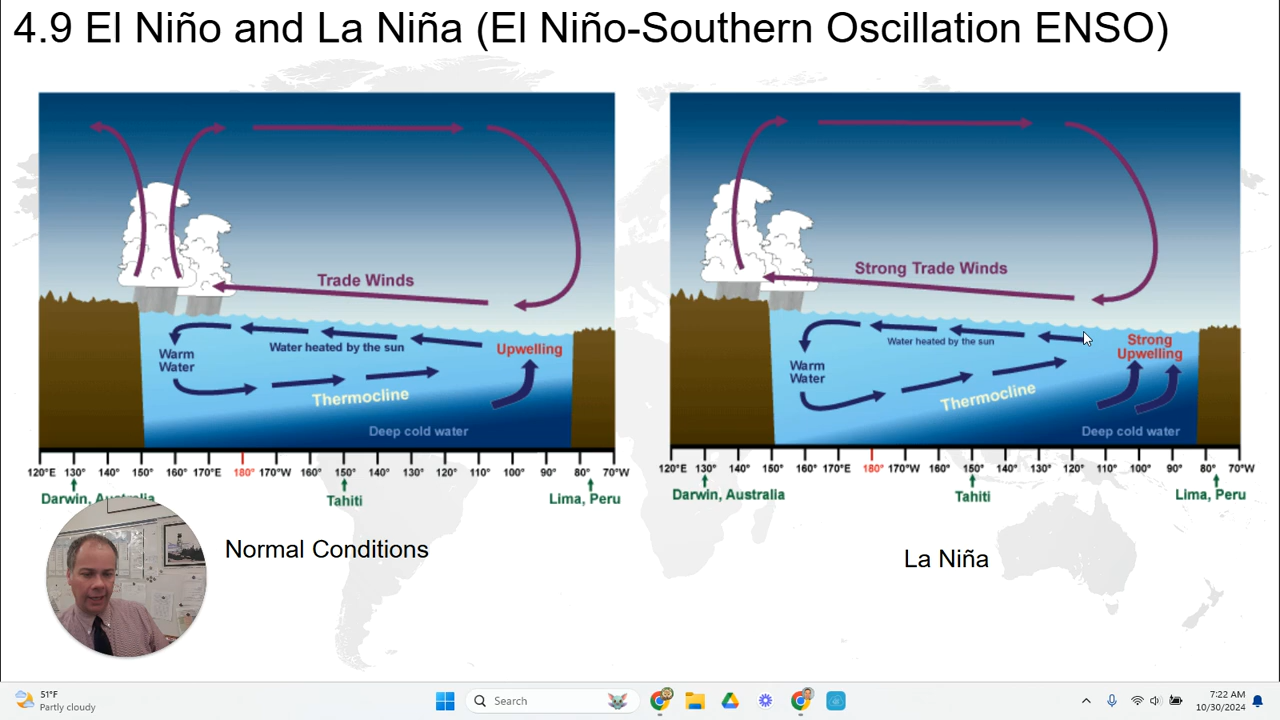 4.9 El Niño and La Niña (El Niño-Southern Oscillation ENSO)
Trade Winds
Water heated by the sun
Upwelling
Warm
Water
Thermocline
Deep cold water
120°E 130° 140° 150° 160° 170°E 180° 170°W 160° 150° 140° 130° 120° 110° 100° 90° 80° 70°W
Darwin, Australia
Tahiti
Lima, Peru
Normal Conditions
Strong Trade Winds
Water heated by the sun
Strong
Upwelling
Warm
Water
Thermocline
Deep cold water
120°E 130° 140° 150° 160° 170°E 180° 170°W 160° 150° 140° 130° 120° 110° 100° 90° 80° 70°W
Darwin, Australia
Tahiti
Lima, Peru
La Niña
51°F
Partly cloudy
Search
7:22 AM
10/30/2024